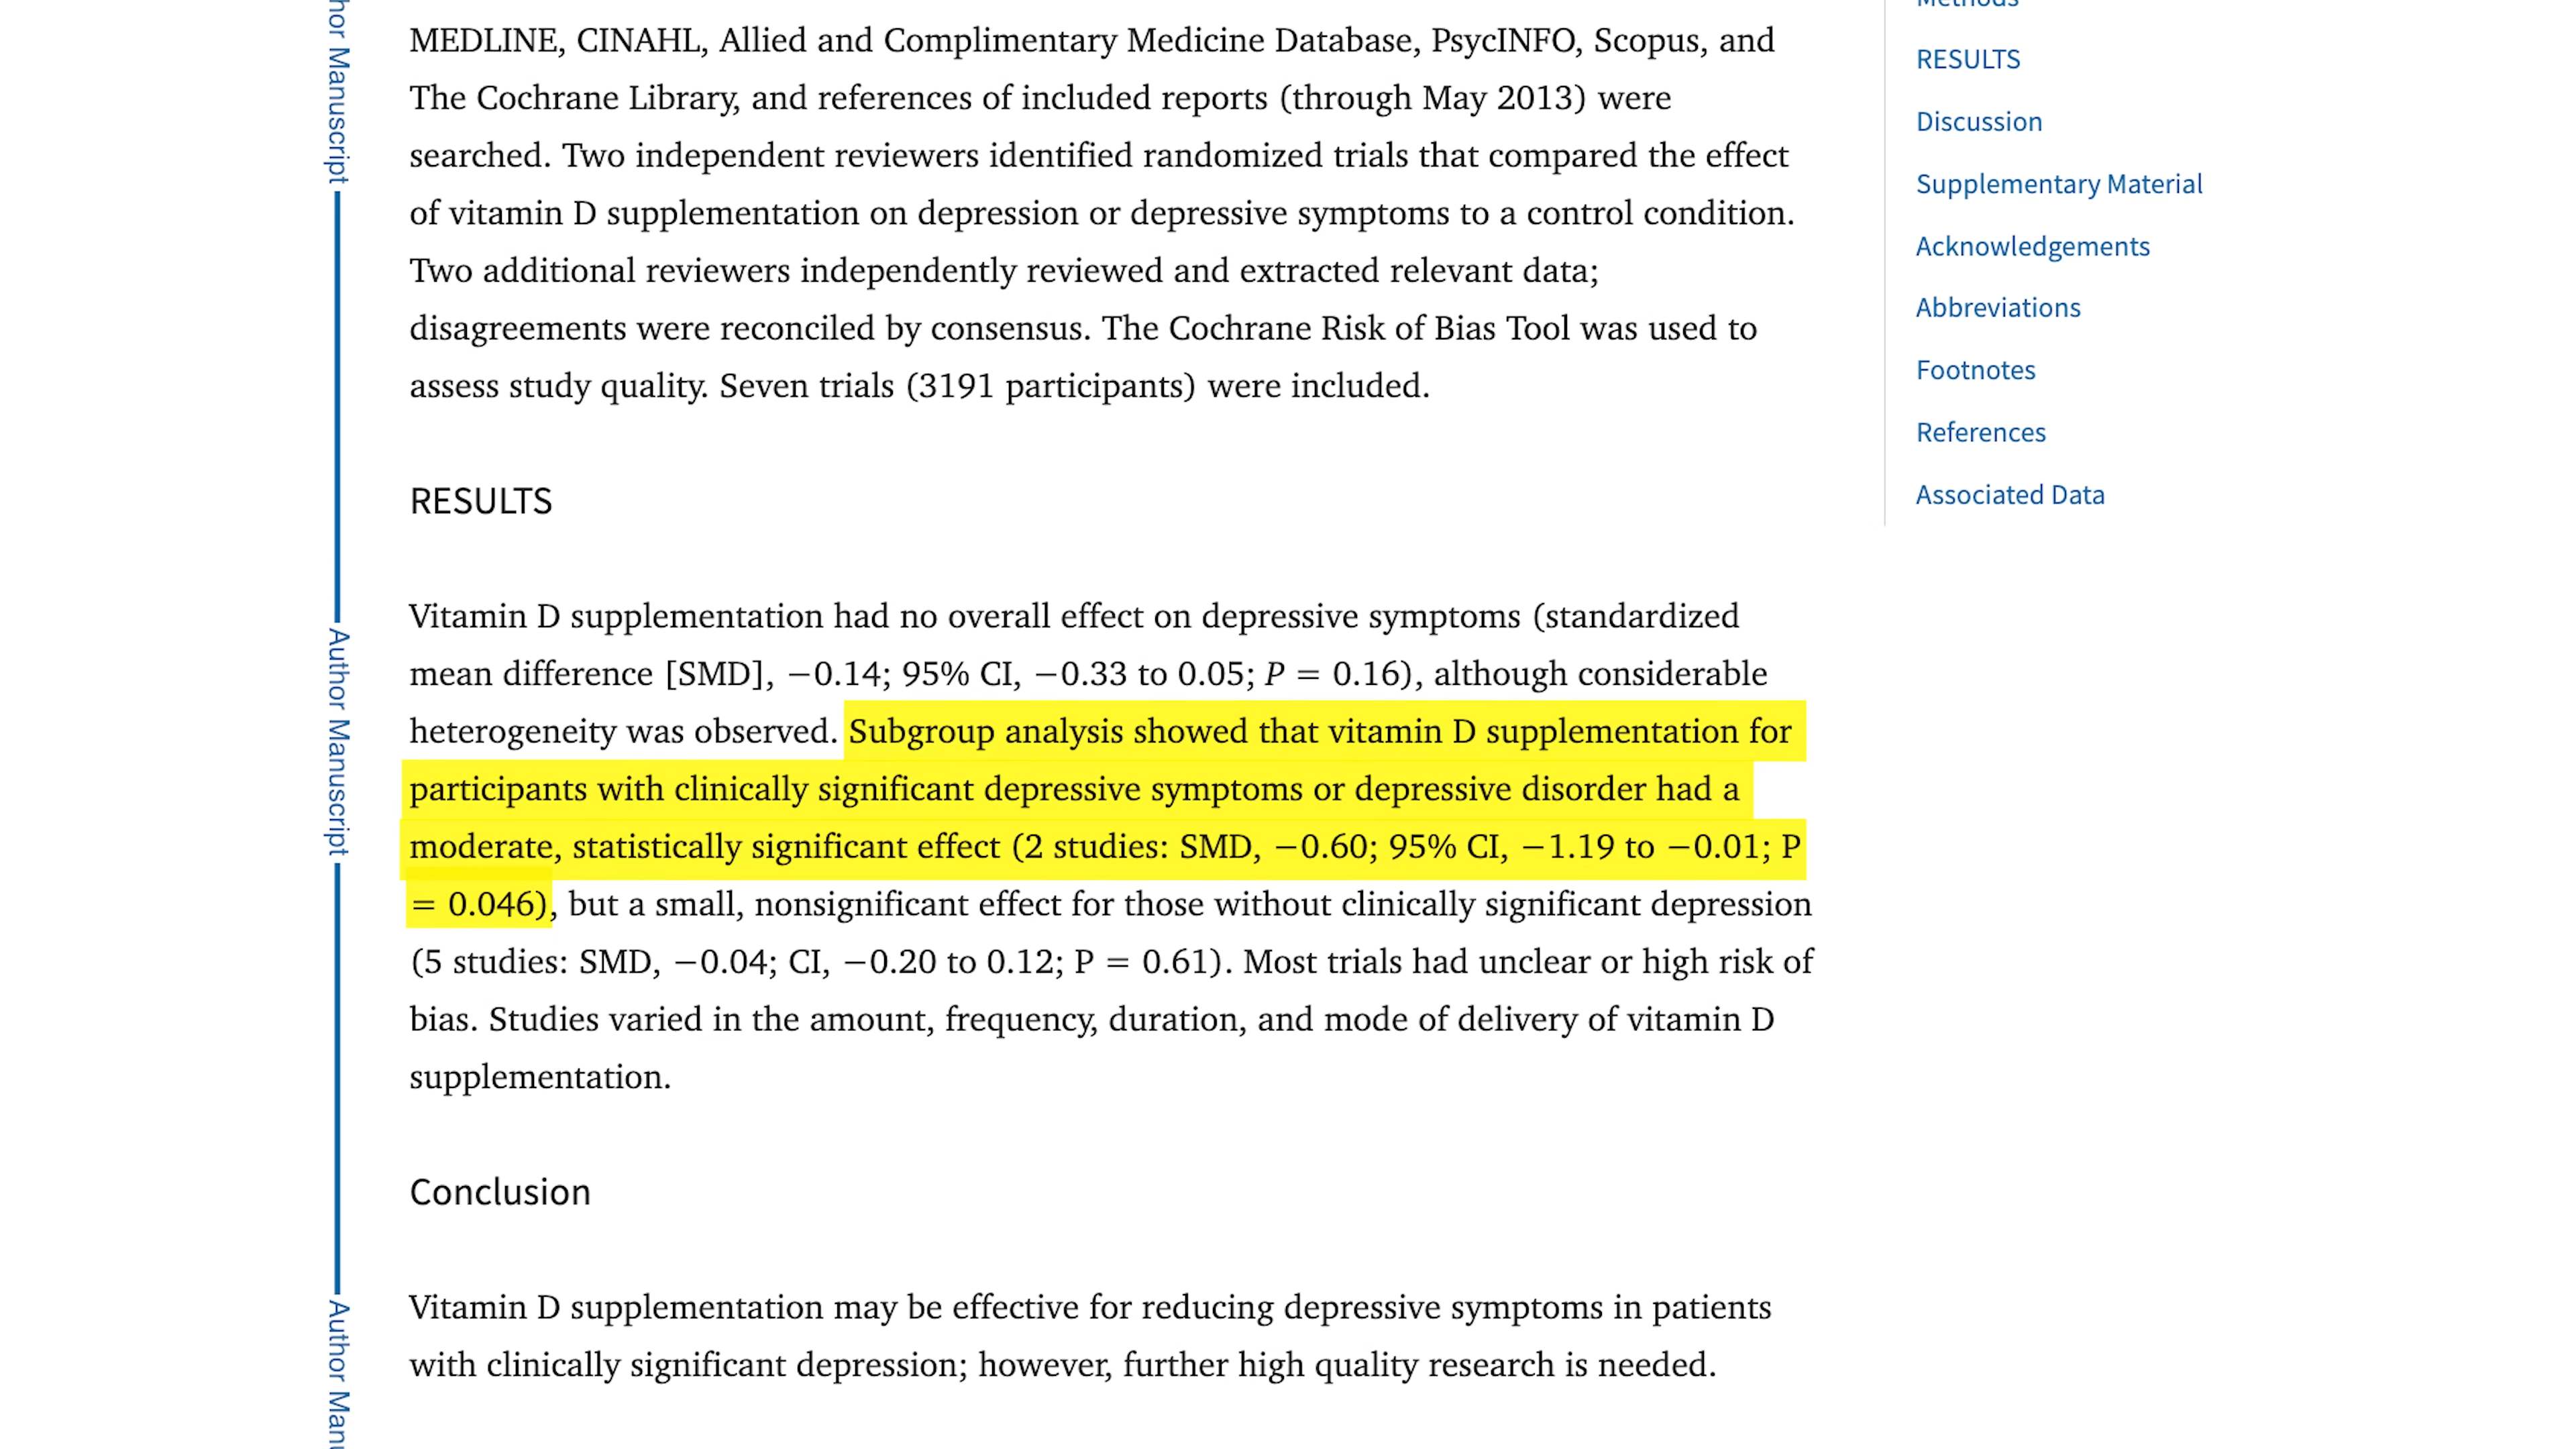 MEDLINE, CINAHL, Allied and Complimentary Medicine Database, PsycINFO, Scopus, and
The Cochrane Library, and references of included reports (through May 2013) were
searched. Two independent reviewers identified randomized trials that compared the effect
of vitamin D supplementation on depression or depressive symptoms to a control condition.
Two additional reviewers independently reviewed and extracted relevant data;
disagreements were reconciled by consensus. The Cochrane Risk of Bias Tool was used to
assess study quality. Seven trials (3191 participants) were included.
RESULTS
Vitamin D supplementation had no overall effect on depressive symptoms (standardized
mean difference [SMD], −0.14; 95% CI, −0.33 to 0.05; P = 0.16), although considerable
heterogeneity was observed. Subgroup analysis showed that vitamin D supplementation for
participants with clinically significant depressive symptoms or depressive disorder had a
moderate, statistically significant effect (2 studies: SMD, −0.60; 95% CI, −1.19 to −0.01; P
= 0.046), but a small, nonsignificant effect for those without clinically significant depression
(5 studies: SMD, −0.04; CI, −0.20 to 0.12; P = 0.61). Most trials had unclear or high risk of
bias. Studies varied in the amount, frequency, duration, and mode of delivery of vitamin D
supplementation.
Conclusion
Vitamin D supplementation may be effective for reducing depressive symptoms in patients
with clinically significant depression; however, further high quality research is needed.
Methods
RESULTS
Discussion
Supplementary Material
Acknowledgements
Abbreviations
Footnotes
References
Associated Data
hor Manuscript
Author Manuscript
Author Manu